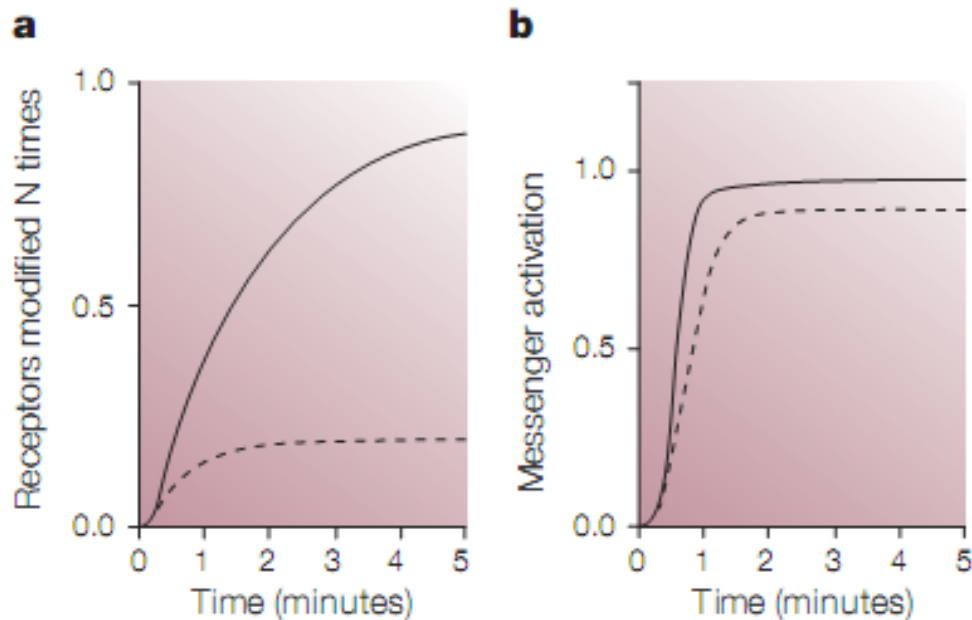 a
Receptors modified N times
1.0
0.5
0.0
0 1 2 3 4 5
Time (minutes)
b
Messenger activation
1.0
0.5
0.0
0 1 2 3 4 5
Time (minutes)